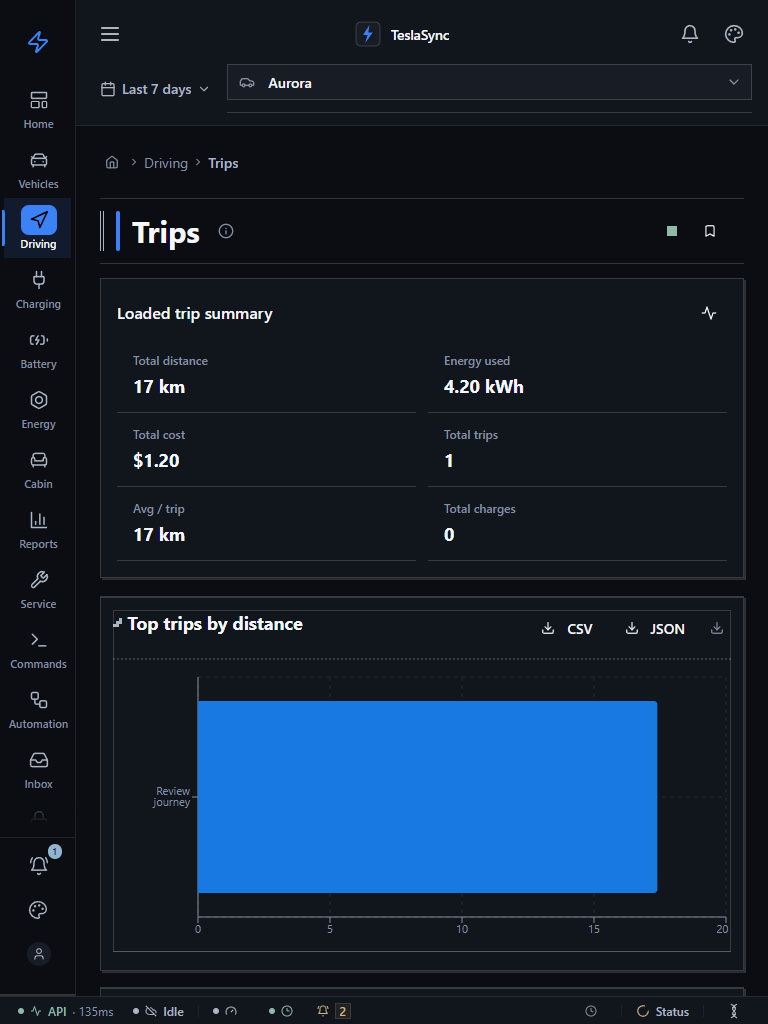 TeslaSync
Last 7 days
Aurora
Home
Vehicles
Driving
Charging
Battery
Energy
Cabin
Reports
Service
Commands
Automation
Inbox
1
Driving
Trips
Trips
Loaded trip summary
Total distance
17 km
Energy used
4.20 kWh
Total cost
$1.20
Total trips
1
Avg / trip
17 km
Total charges
0
Top trips by distance
CSV
JSON
Review
journey
0
5
10
15
20
API · 135ms
Idle
2
Status